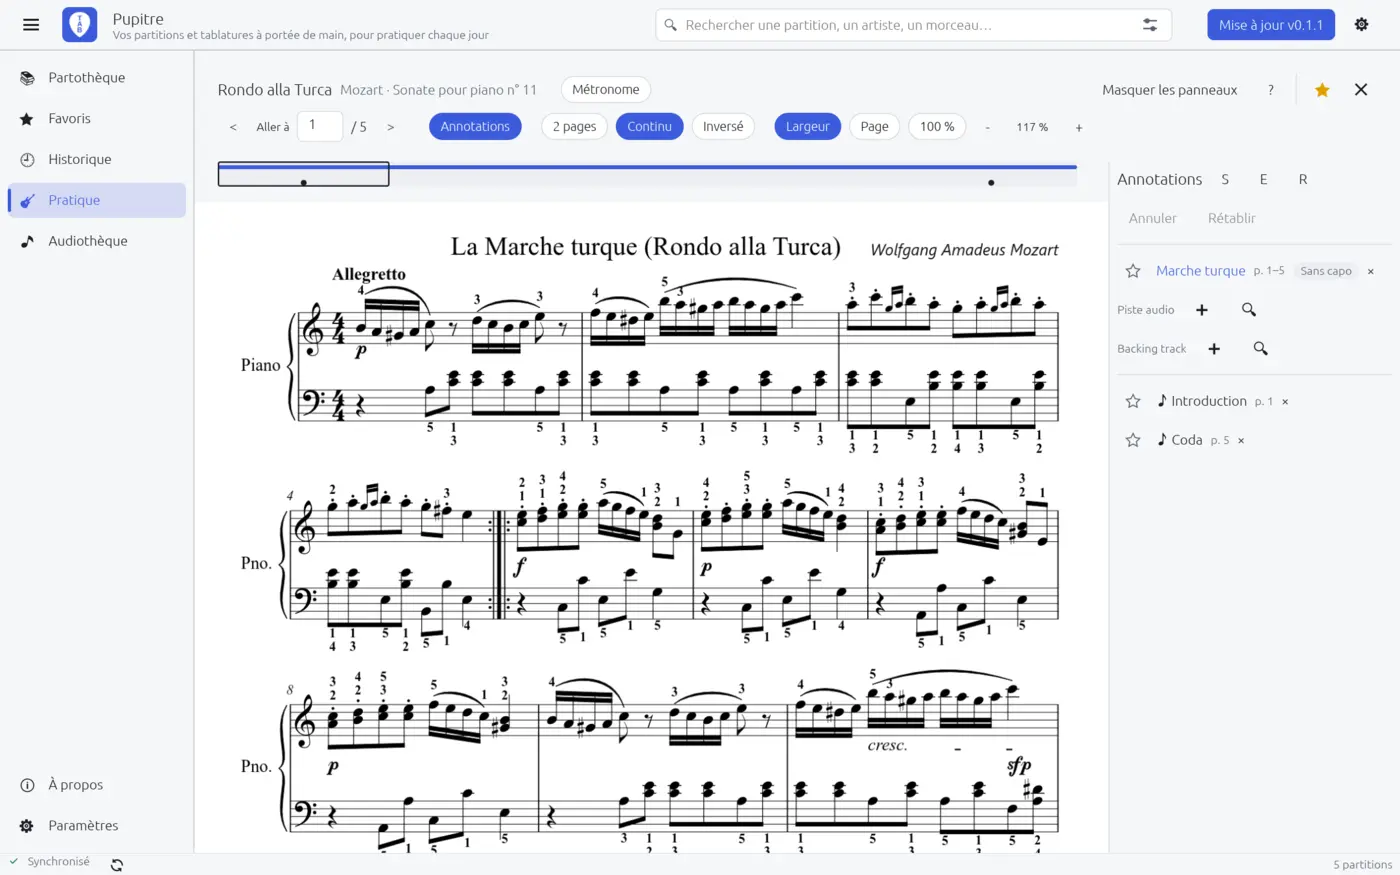 Pupitre
Vos partitions et tablatures à portée de main, pour pratiquer chaque jour
Rechercher une partition, un artiste, un morceau…
Mise à jour v0.1.1
Partothèque
Favoris
Historique
Pratique
Audiothèque
À propos
Paramètres
Rondo alla Turca Mozart · Sonate pour piano n° 11 Métronome
Masquer les panneaux ?
< Aller à 1 / 5 > Annotations 2 pages Continu Inversé Largeur Page 100 % - 117 % +
La Marche turque (Rondo alla Turca) Wolfgang Amadeus Mozart
Allegretto
Piano
p
4
Pno.
f p f
8
Pno.
p
cresc.
sfp
Annotations S E R
Annuler Rétablir
Marche turque p. 1–5 Sans capo ×
Piste audio +
Backing track +
Introduction p. 1 ×
Coda p. 5 ×
Synchronisé
5 partitions